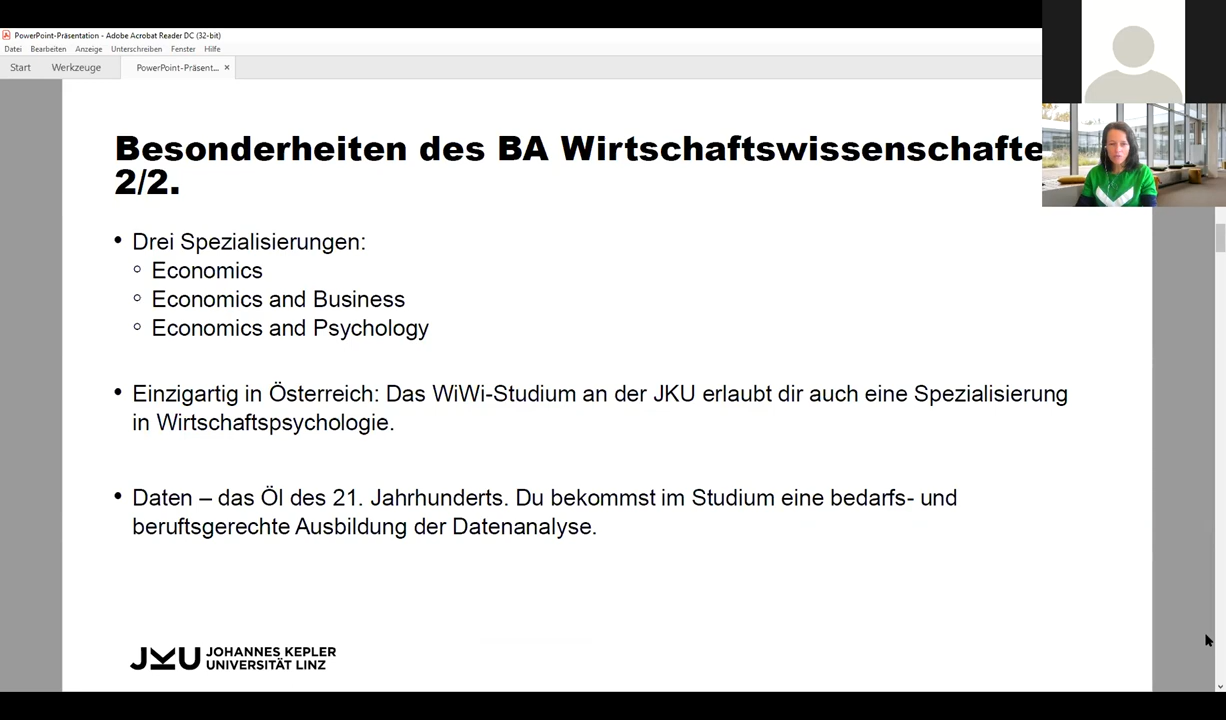 PowerPoint-Präsentation - Adobe Acrobat Reader DC (32-bit)
Datei Bearbeiten Anzeige Unterschreiben Fenster Hilfe
Start Werkzeuge PowerPoint-Präsent... ×
Besonderheiten des BA Wirtschaftswissenschafte
2/2.
• Drei Spezialisierungen:
○ Economics
○ Economics and Business
○ Economics and Psychology
• Einzigartig in Österreich: Das WiWi-Studium an der JKU erlaubt dir auch eine Spezialisierung
in Wirtschaftspsychologie.
• Daten – das Öl des 21. Jahrhunderts. Du bekommst im Studium eine bedarfs- und
beruftsgerechte Ausbildung der Datenanalyse.
JKU JOHANNES KEPLER
UNIVERSITÄT LINZ